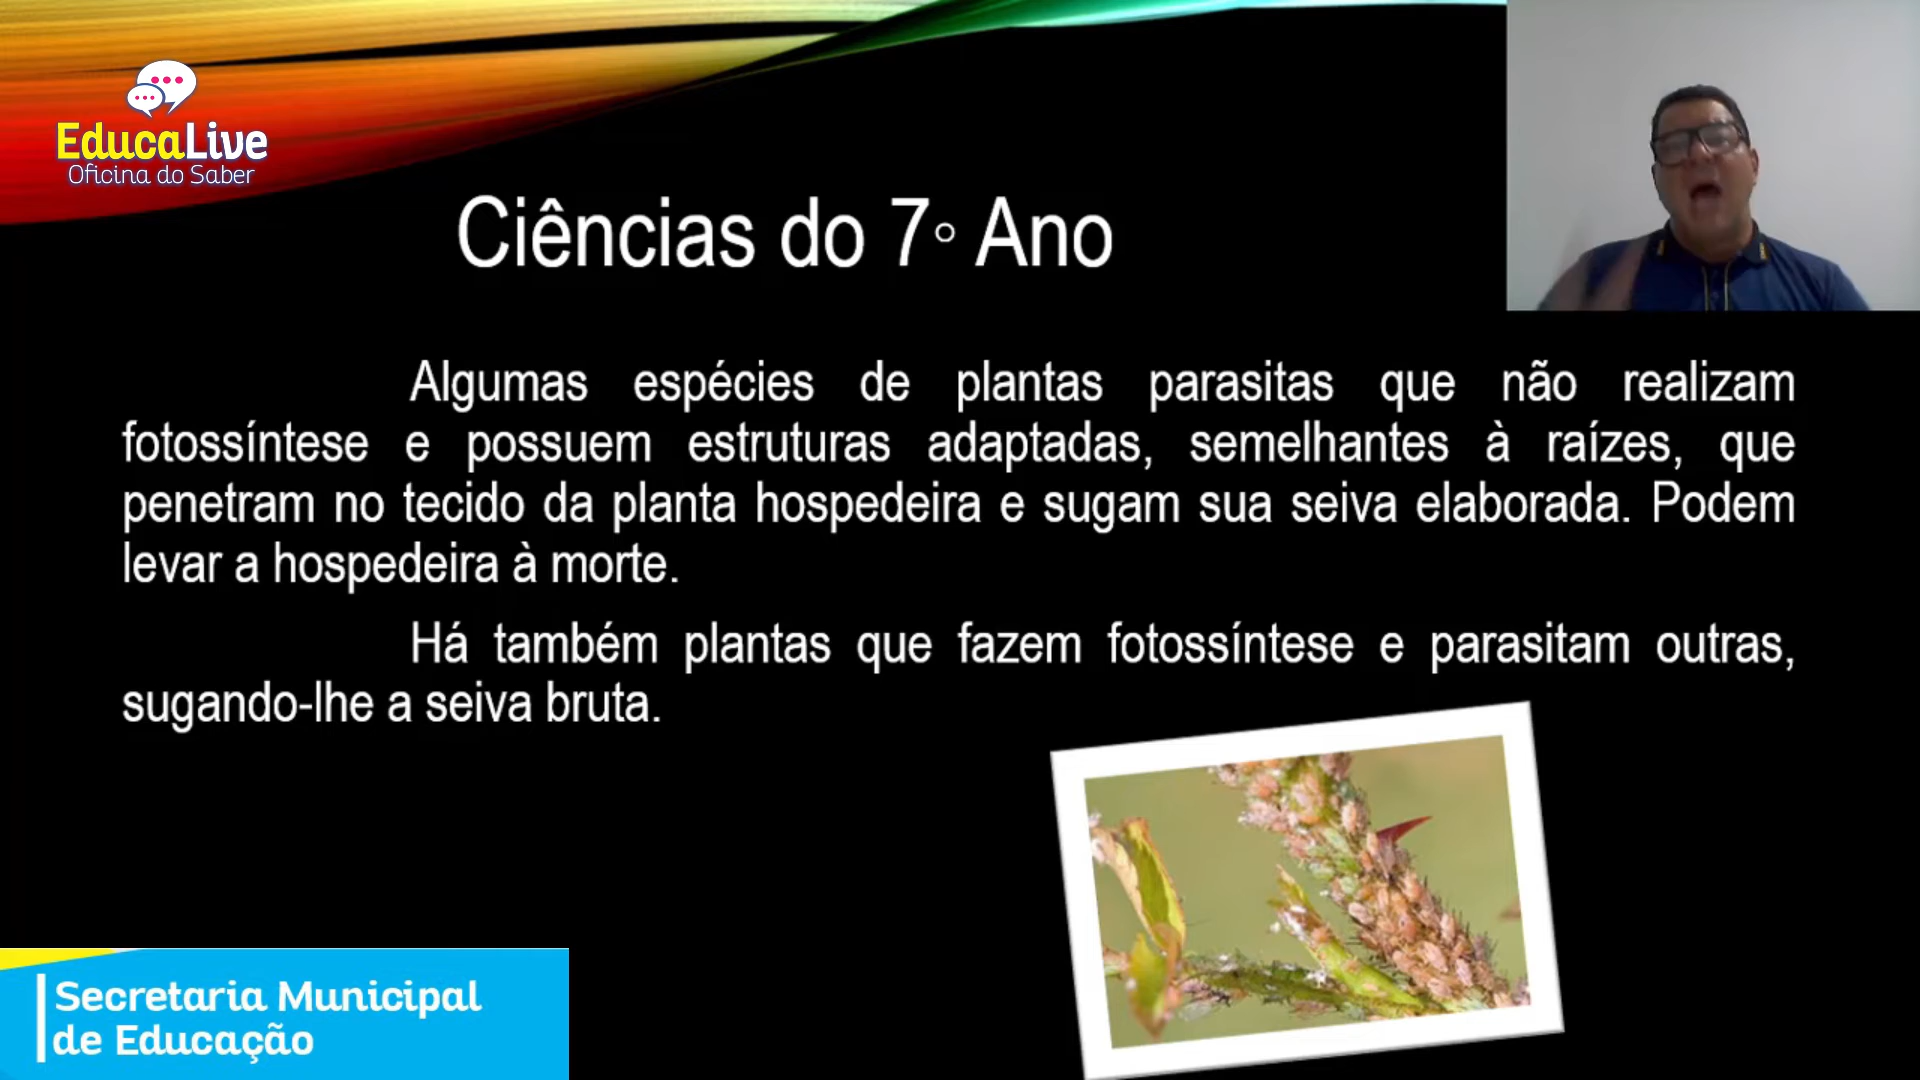 EducaLive
Oficina do Saber
Ciências do 7° Ano
Algumas espécies de plantas parasitas que não realizam
fotossíntese e possuem estruturas adaptadas, semelhantes à raízes, que
penetram no tecido da planta hospedeira e sugam sua seiva elaborada. Podem
levar a hospedeira à morte.
Há também plantas que fazem fotossíntese e parasitam outras,
sugando-lhe a seiva bruta.
Secretaria Municipal
de Educação